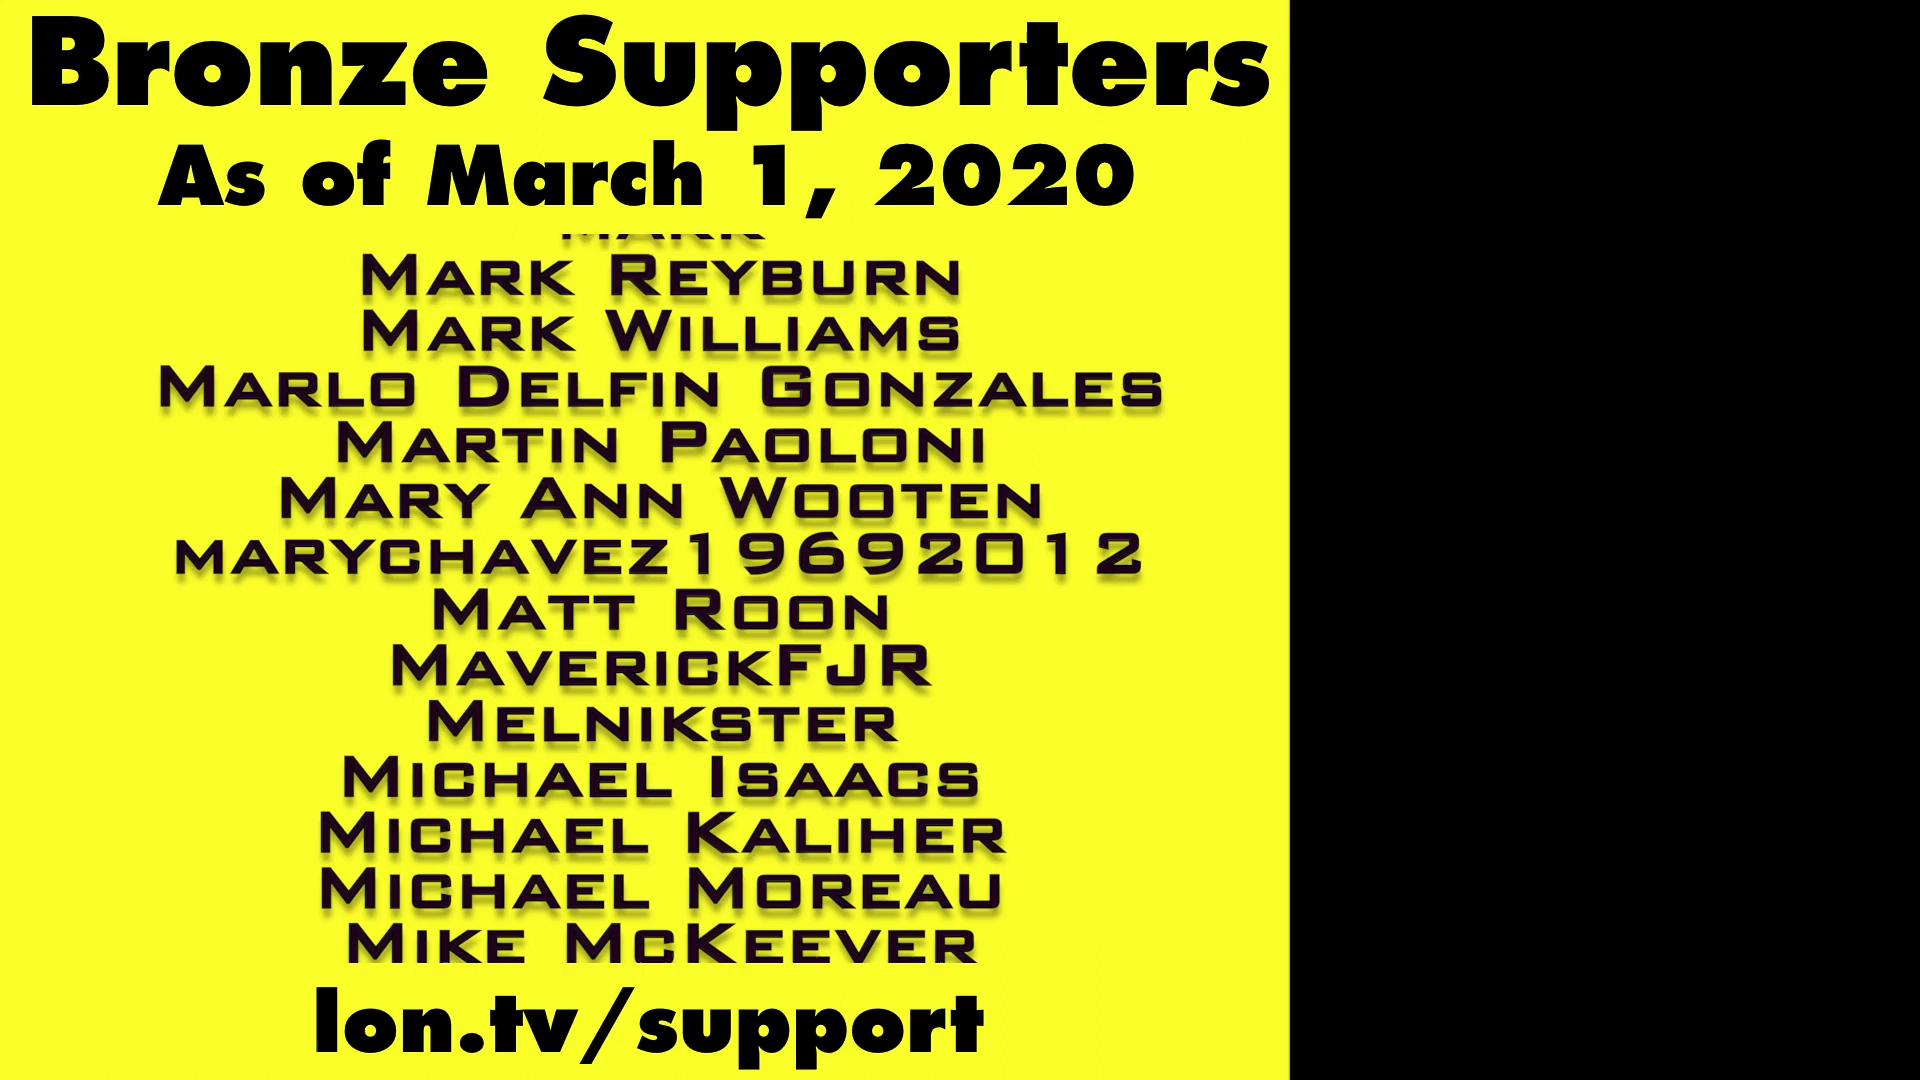 Bronze Supporters
As of March 1, 2020
Mark Reyburn
Mark Williams
Marlo Delfin Gonzales
Martin Paoloni
Mary Ann Wooten
marychavez19692012
Matt Roon
MaverickFJR
Melnikster
Michael Isaacs
Michael Kaliher
Michael Moreau
Mike McKeever
lon.tv/support